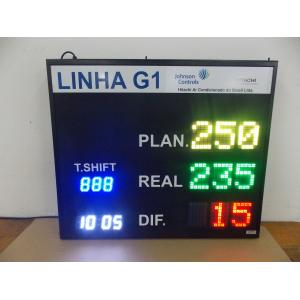 LINHA G1
Johnson Controls
HITACHI
Hitachi Ar Condicionado do Brasil Ltda.
PLAN. 250
T.SHIFT
888 REAL 235
10 05 DIF. 15